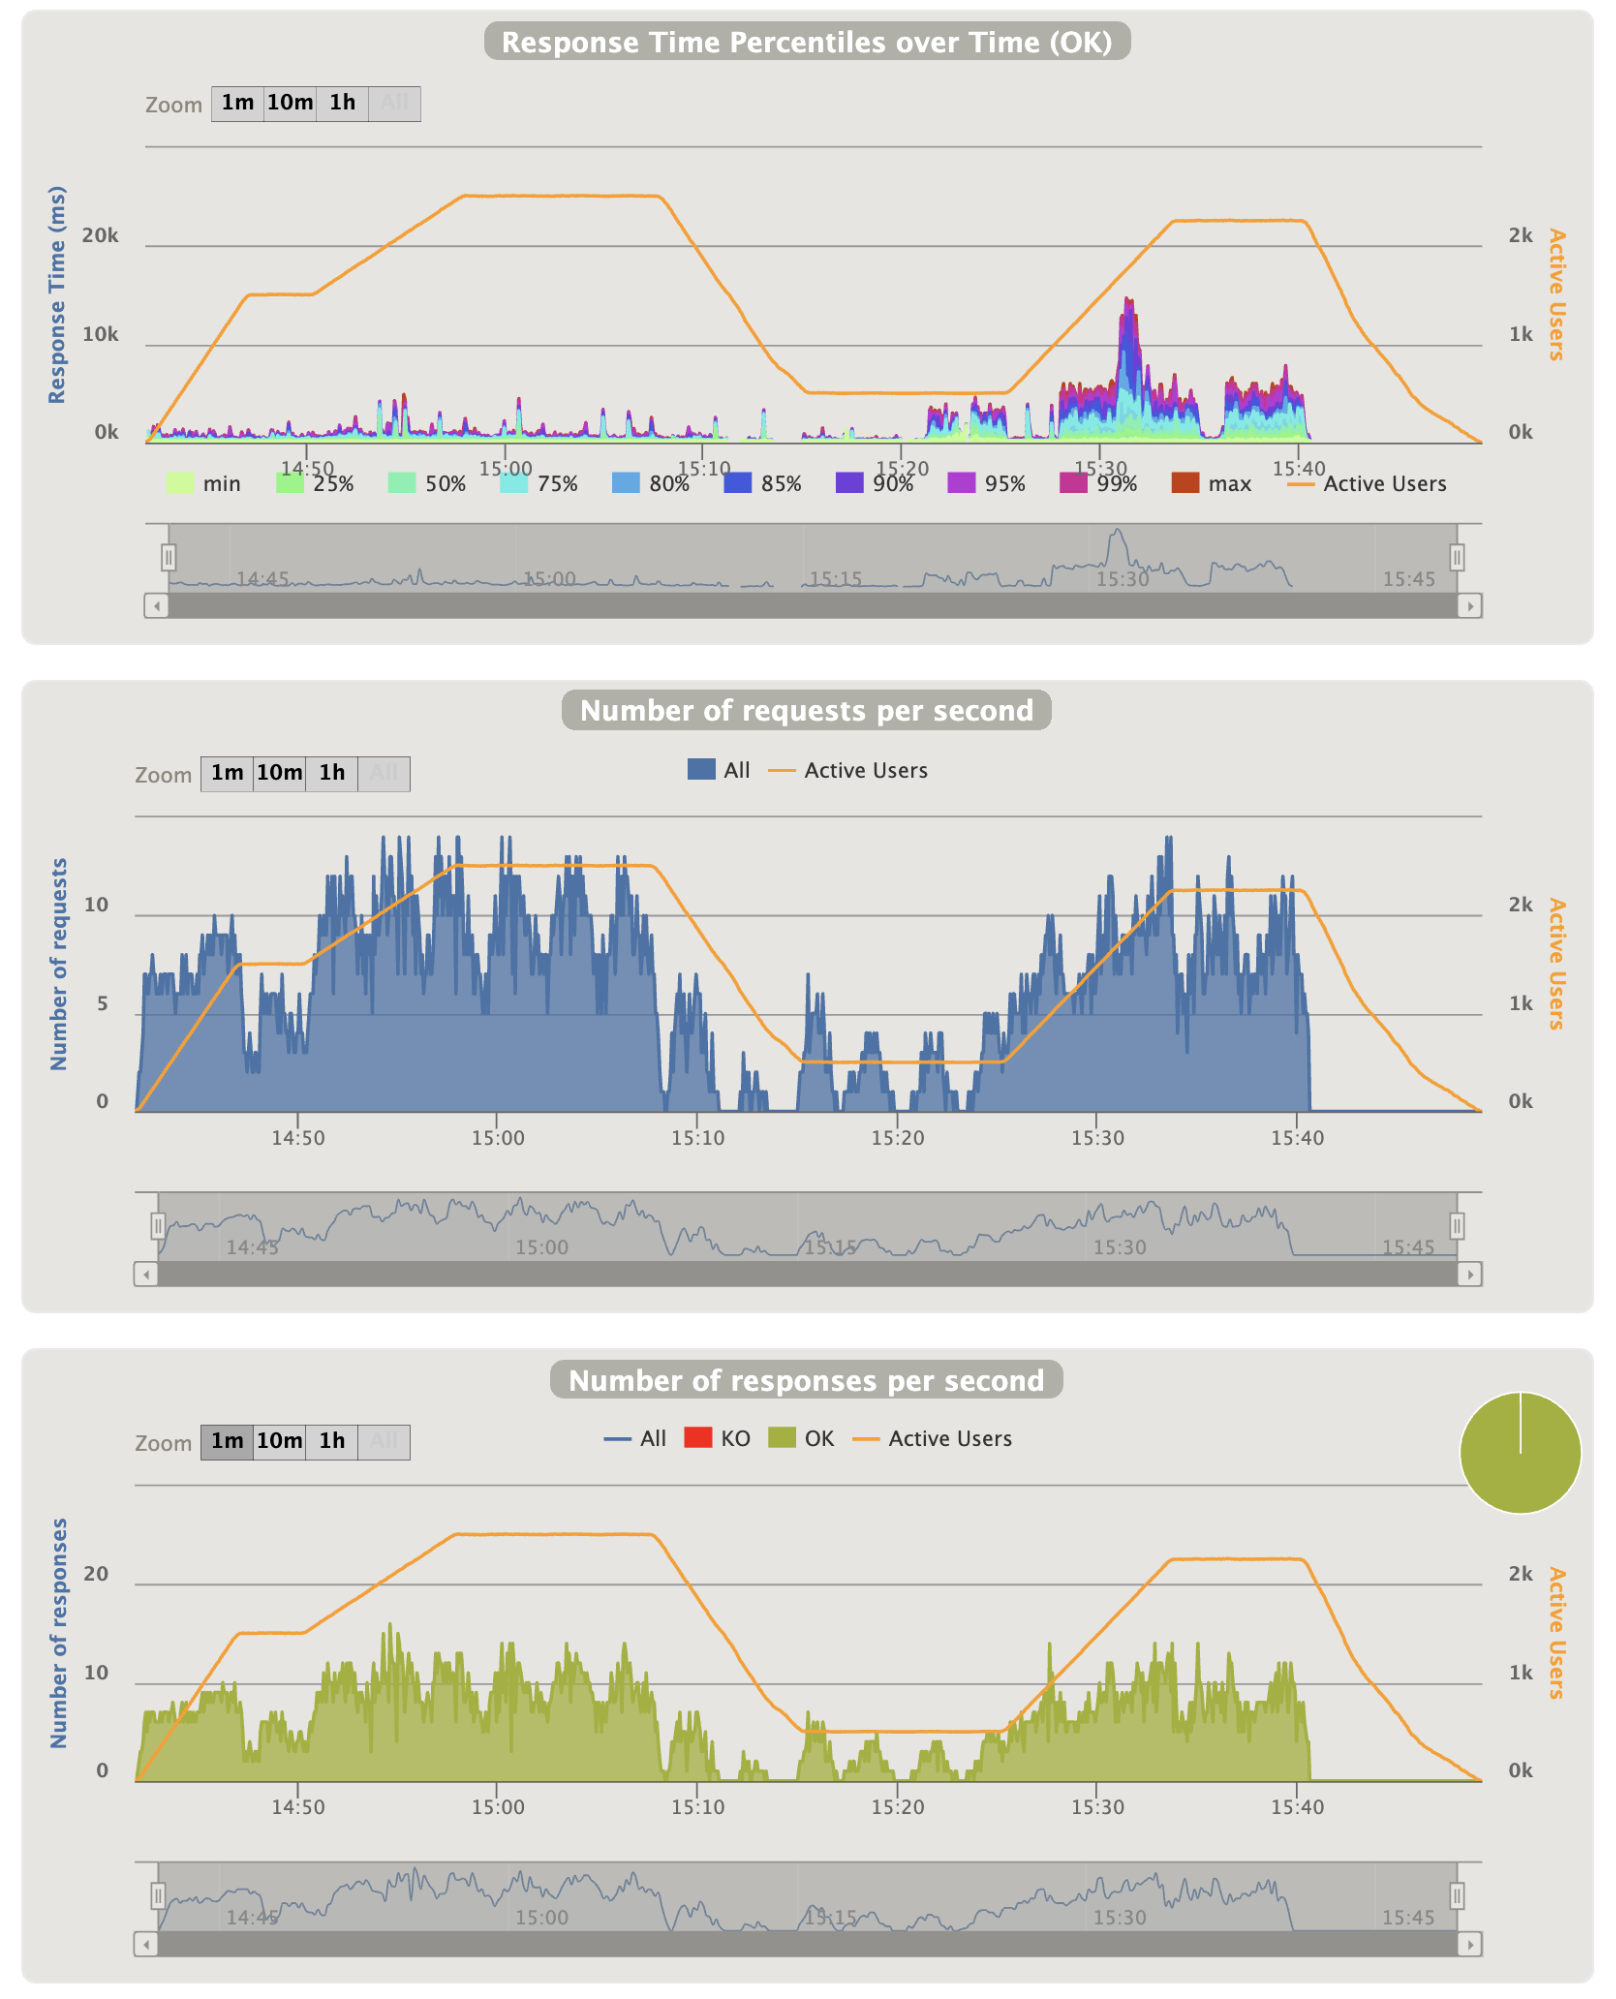 Response Time Percentiles over Time (OK)
Zoom 1m 10m 1h All
Response Time (ms)
20k
10k
0k
2k
1k
0k
Active Users
14:50 15:00 15:10 15:20 15:30 15:40
min 25% 50% 75% 80% 85% 90% 95% 99% max Active Users
14:45 15:00 15:15 15:30 15:45
Number of requests per second
Zoom 1m 10m 1h All
All Active Users
Number of requests
10
5
0
2k
1k
0k
Active Users
14:50 15:00 15:10 15:20 15:30 15:40
14:45 15:00 15:15 15:30 15:45
Number of responses per second
Zoom 1m 10m 1h All
All KO OK Active Users
Number of responses
20
10
0
2k
1k
0k
Active Users
14:50 15:00 15:10 15:20 15:30 15:40
14:45 15:00 15:15 15:30 15:45